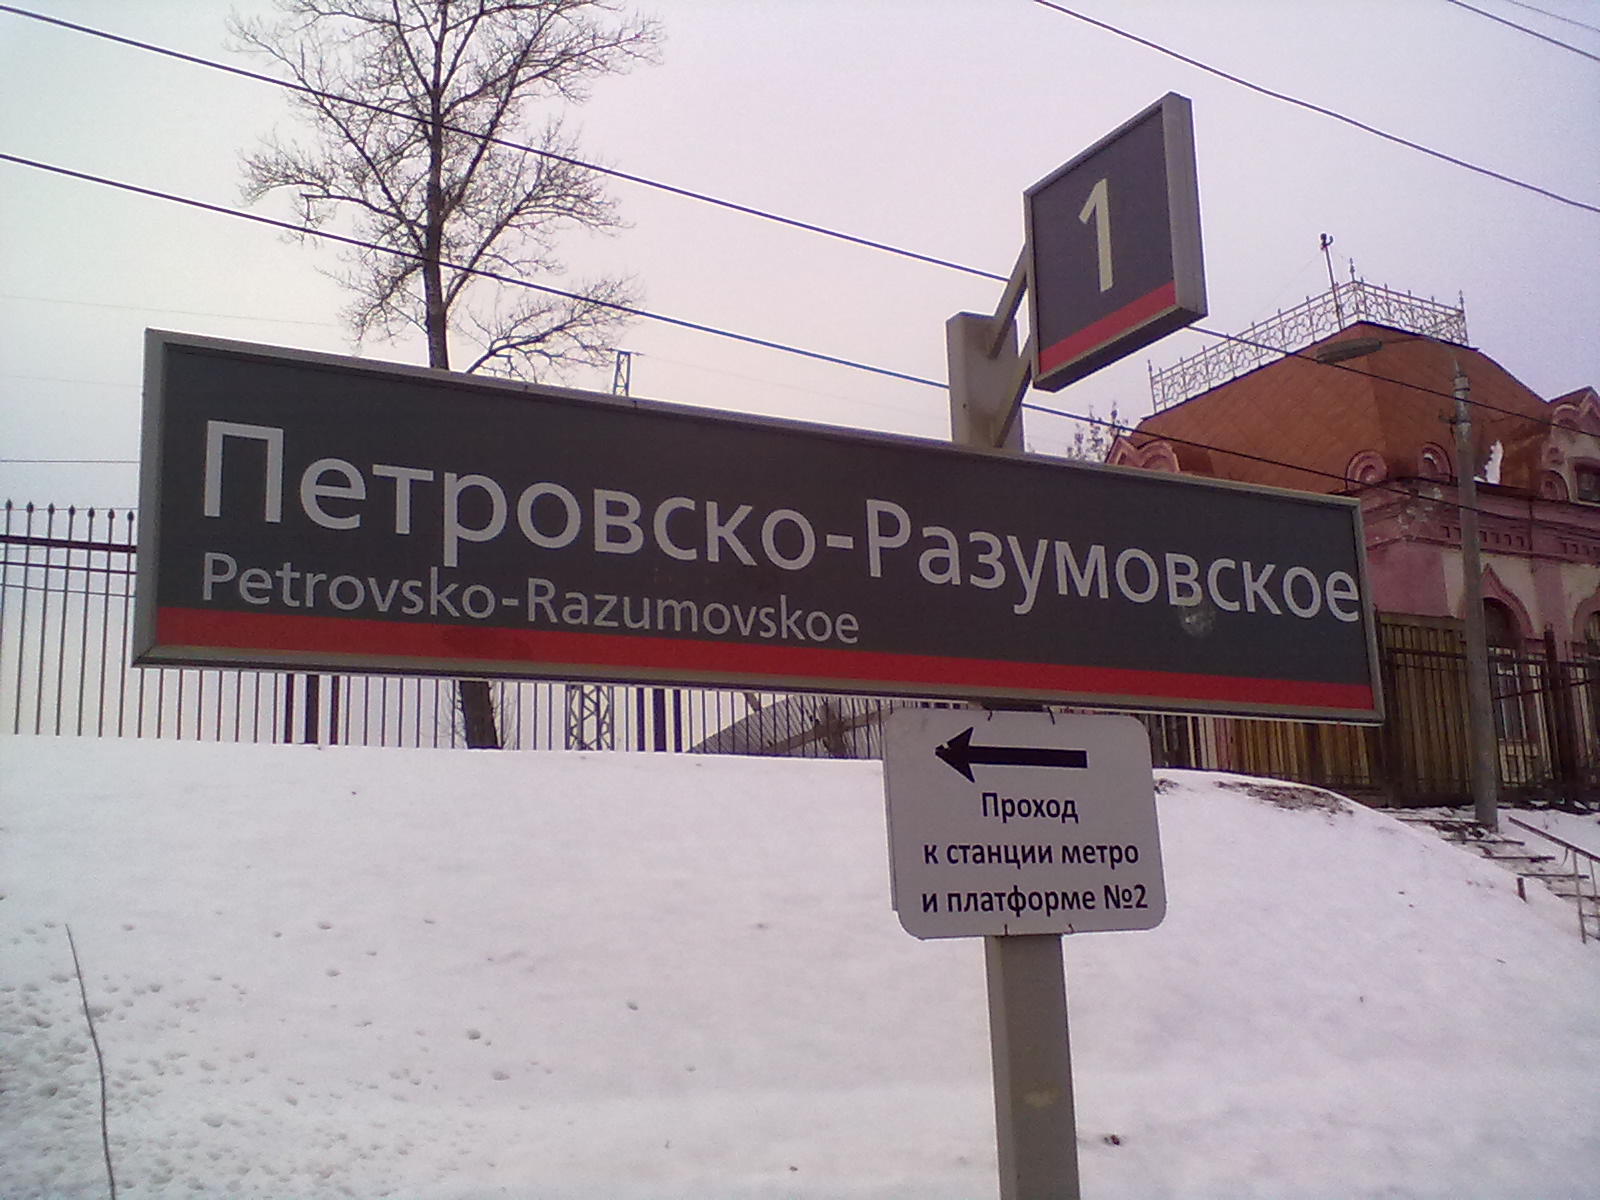 1
Петровско-Разумовское
Petrovsko-Razumovskoe
Проход
к станции метро
и платформе №2